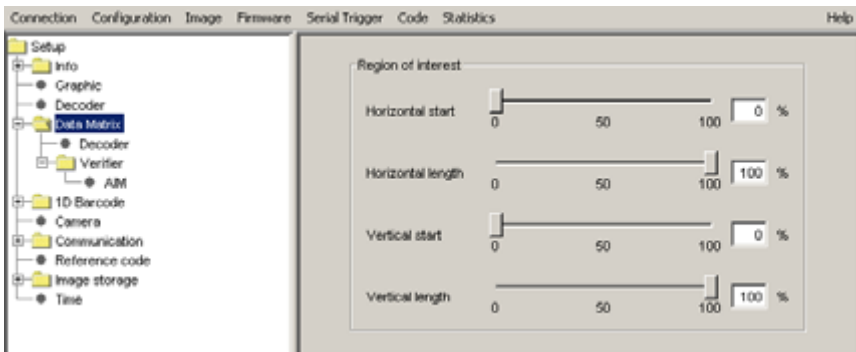 Connection Configuration Image Firmware Serial Trigger Code Statistics Help
Setup
Info
Graphic
Decoder
Data Matrix
Decoder
Verifier
AIM
1D Barcode
Camera
Communication
Reference code
Image storage
Time
Region of interest
Horizontal start 0 %
0 50 100
Horizontal length 100 %
0 50 100
Vertical start 0 %
0 50 100
Vertical length 100 %
0 50 100